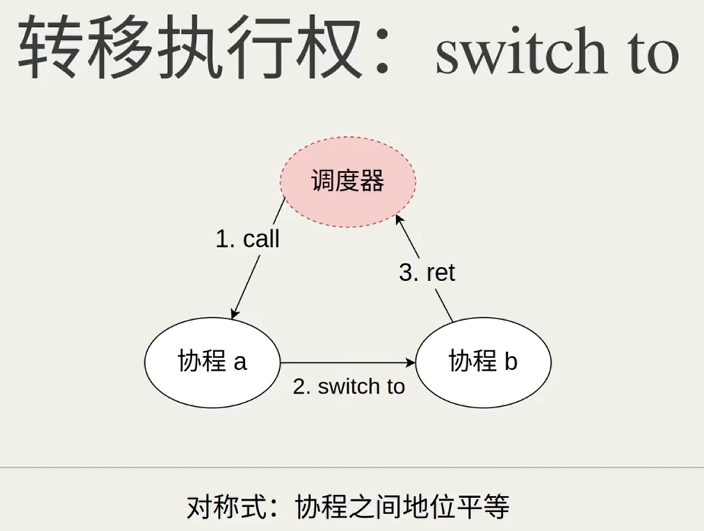 转移执行权：switch to
调度器
1. call
3. ret
协程 a
协程 b
2. switch to
对称式：协程之间地位平等